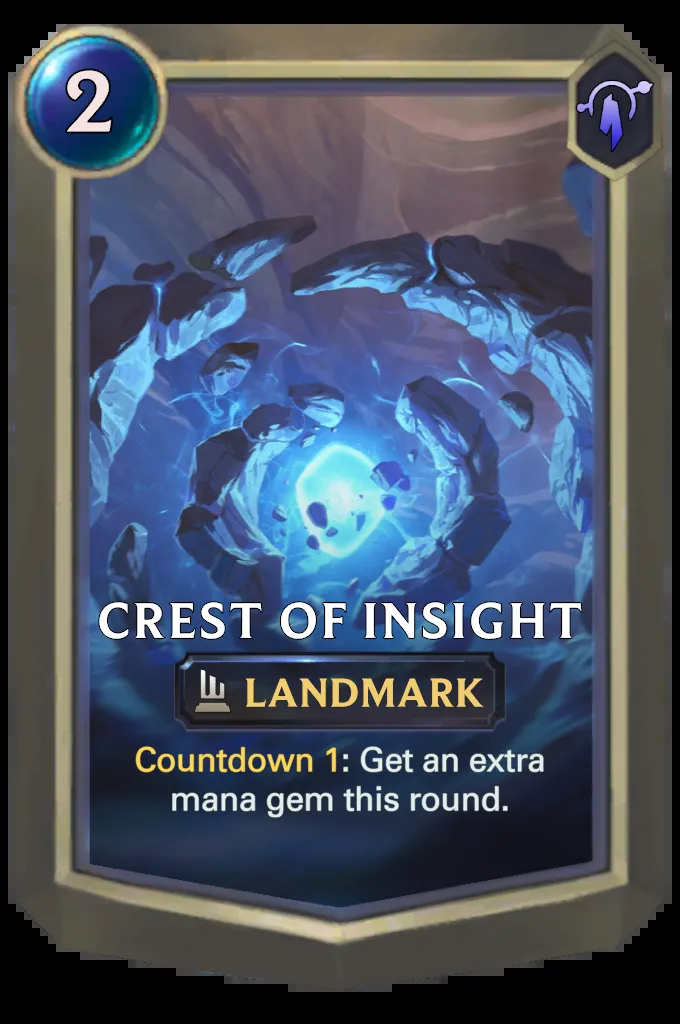 2
CREST OF INSIGHT
LANDMARK
Countdown 1: Get an extra
mana gem this round.